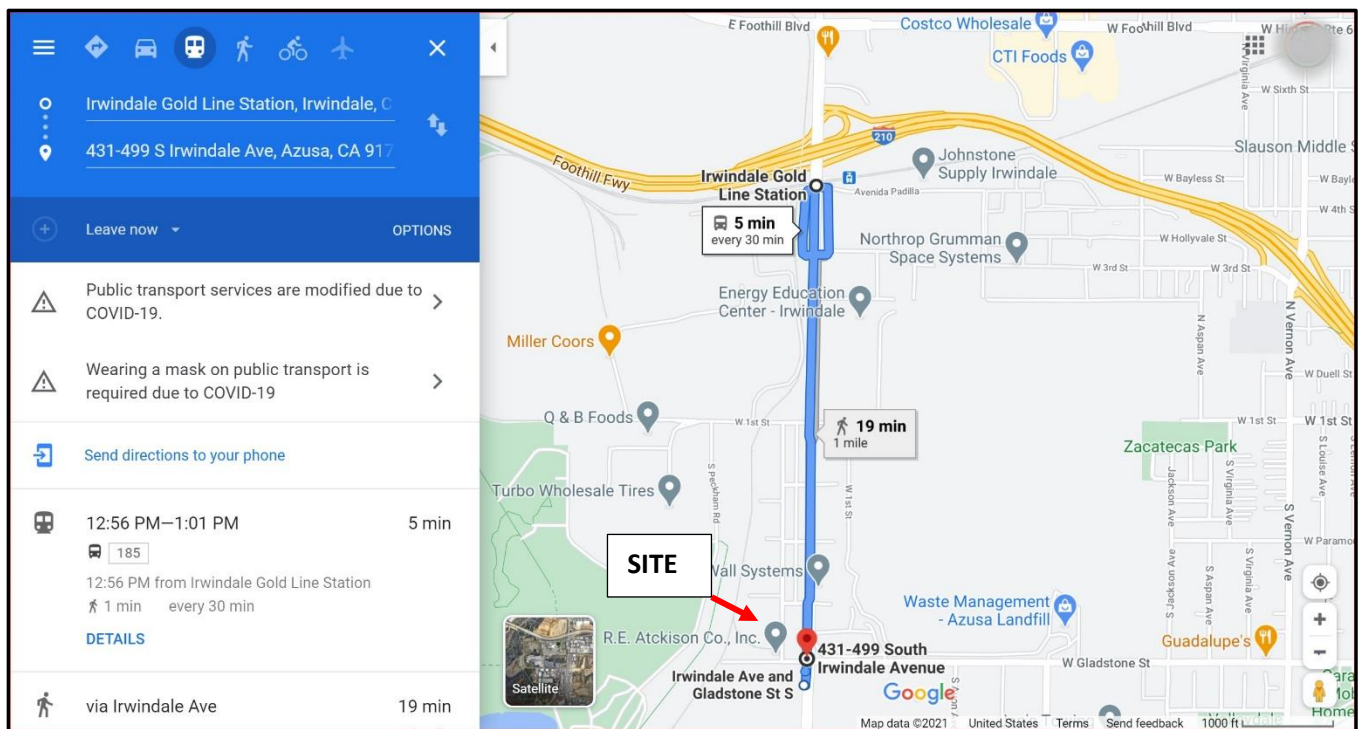 Irwindale Gold Line Station, Irwindale, C
431-499 S Irwindale Ave, Azusa, CA 917
Leave now
OPTIONS
Public transport services are modified due to
COVID-19.
Wearing a mask on public transport is
required due to COVID-19
Send directions to your phone
12:56 PM—1:01 PM
5 min
185
12:56 PM from Irwindale Gold Line Station
1 min every 30 min
DETAILS
via Irwindale Ave
19 min
E Foothill Blvd
Costco Wholesale
W Foothill Blvd
CTI Foods
N Virginia Ave
W Sixth St
210
Foothill Fwy
Slauson Middle
Johnstone
Supply Irwindale
Irwindale Gold
Line Station
Avenida Padilla
W Bayless St
W 4th S
5 min
every 30 min
Northrop Grumman
Space Systems
W Hollyvale St
W 3rd St
W 3rd St
Energy Education
Center - Irwindale
N Aspan Ave
N Vernon Ave
Miller Coors
W Duell St
Q & B Foods
W 1st St
19 min
1 mile
W 1st St
W 1st St
Zacatecas Park
S Louise Ave
Turbo Wholesale Tires
S Peckham Rd
W 1st St
Jackson Ave
S Virginia Ave
S Vernon Ave
SITE
Wall Systems
W Paramo
S Jackson Ave
S Aspan Ave
S Virginia Ave
Waste Management
- Azusa Landfill
R.E. Atckison Co., Inc.
431-499 South
Irwindale Avenue
Guadalupe's
W Gladstone St
Irwindale Ave and
Gladstone St S
Satellite
Google
Map data ©2021 United States Terms Send feedback 1000 ft